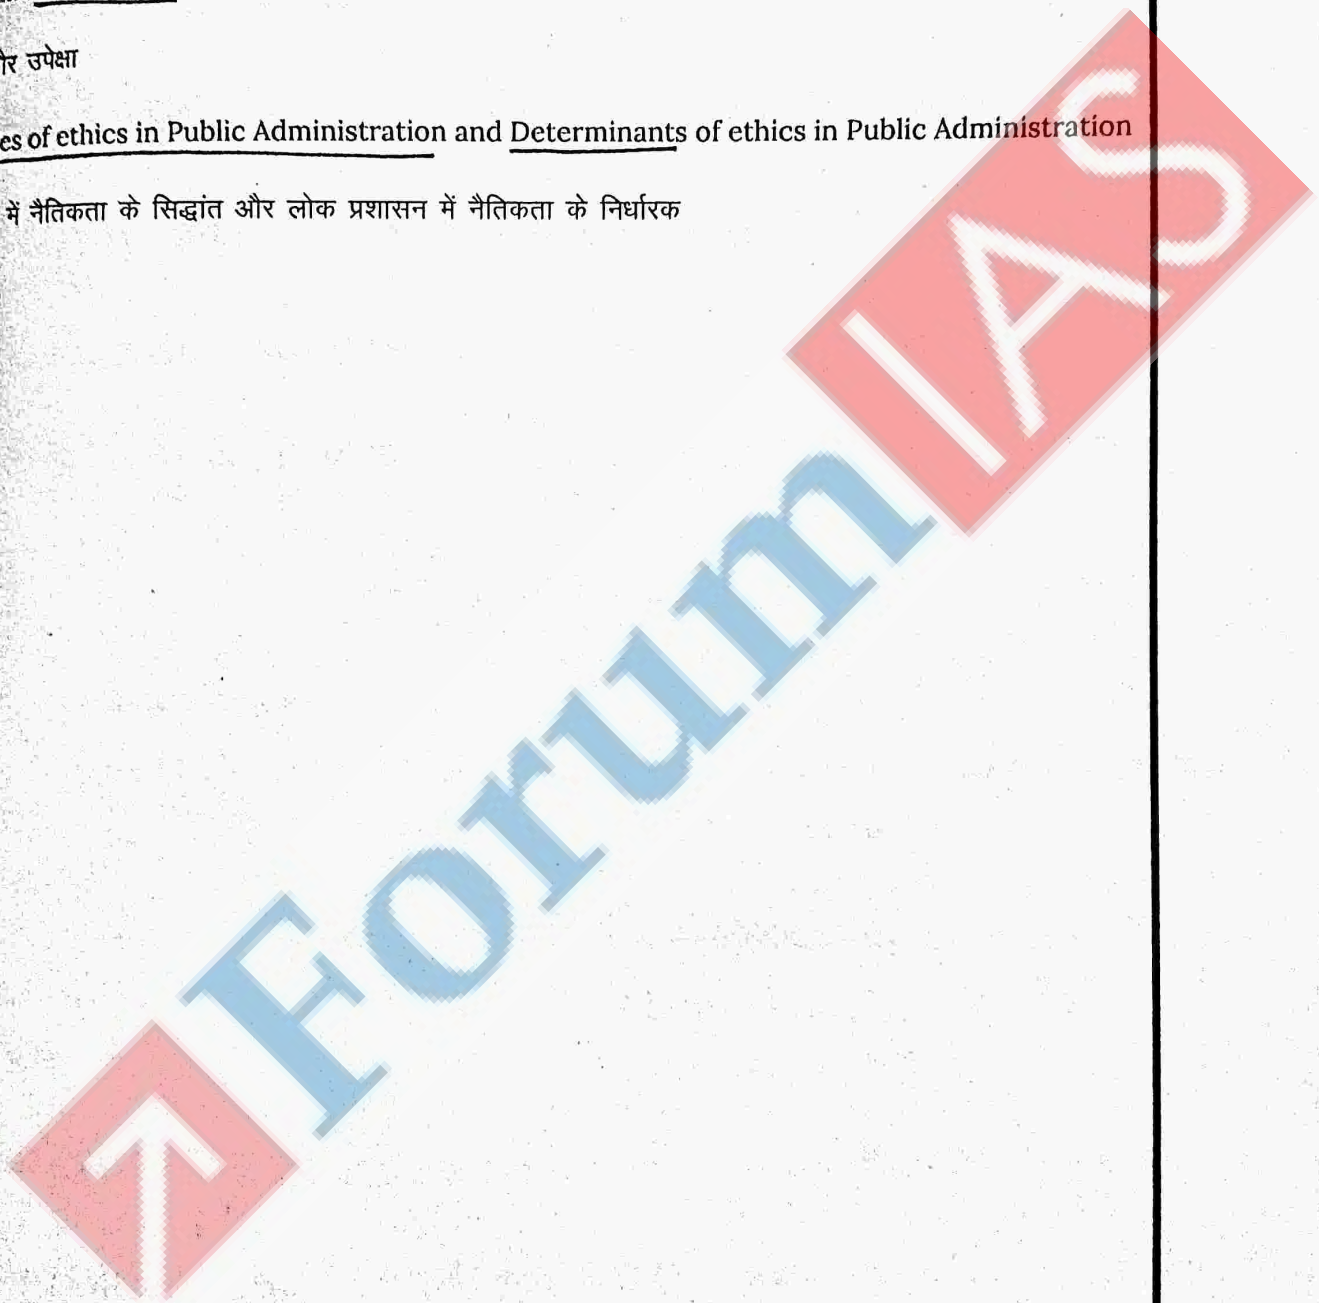 और उपेक्षा
es of ethics in Public Administration and Determinants of ethics in Public Administration
में नैतिकता के सिद्धांत और लोक प्रशासन में नैतिकता के निर्धारक
ForumIAS